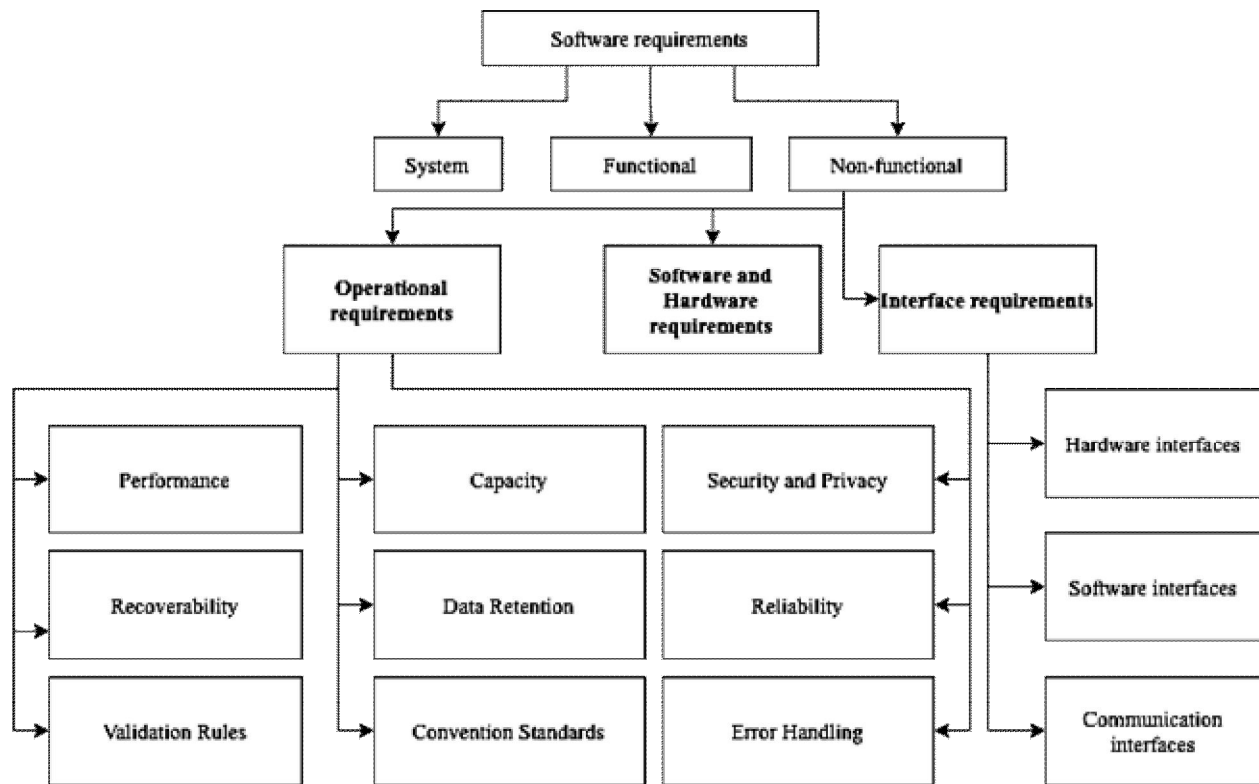 Software requirements
System
Functional
Non-functional
Operational
requirements
Software and
Hardware
requirements
Interface requirements
Performance
Capacity
Security and Privacy
Hardware interfaces
Recoverability
Data Retention
Reliability
Software interfaces
Validation Rules
Convention Standards
Error Handling
Communication
interfaces